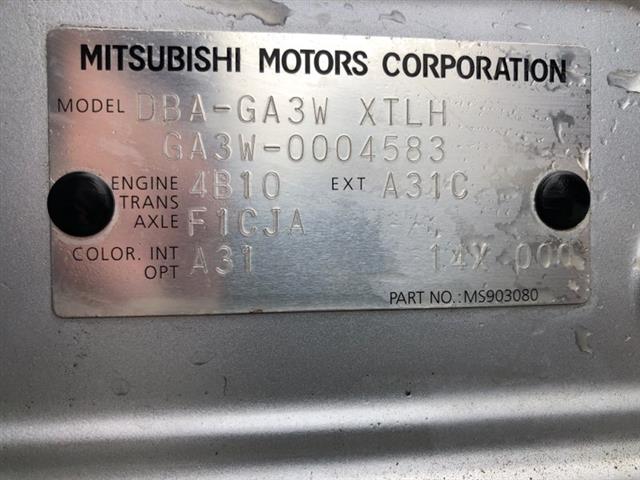 MITSUBISHI MOTORS CORPORATION
MODEL DBA-GA3W XTLH
GA3W-0004583
ENGINE 4B10 EXT A31C
TRANS
AXLE F1CJA
COLOR. INT A31 14X 000
OPT
PART NO.:MS903080